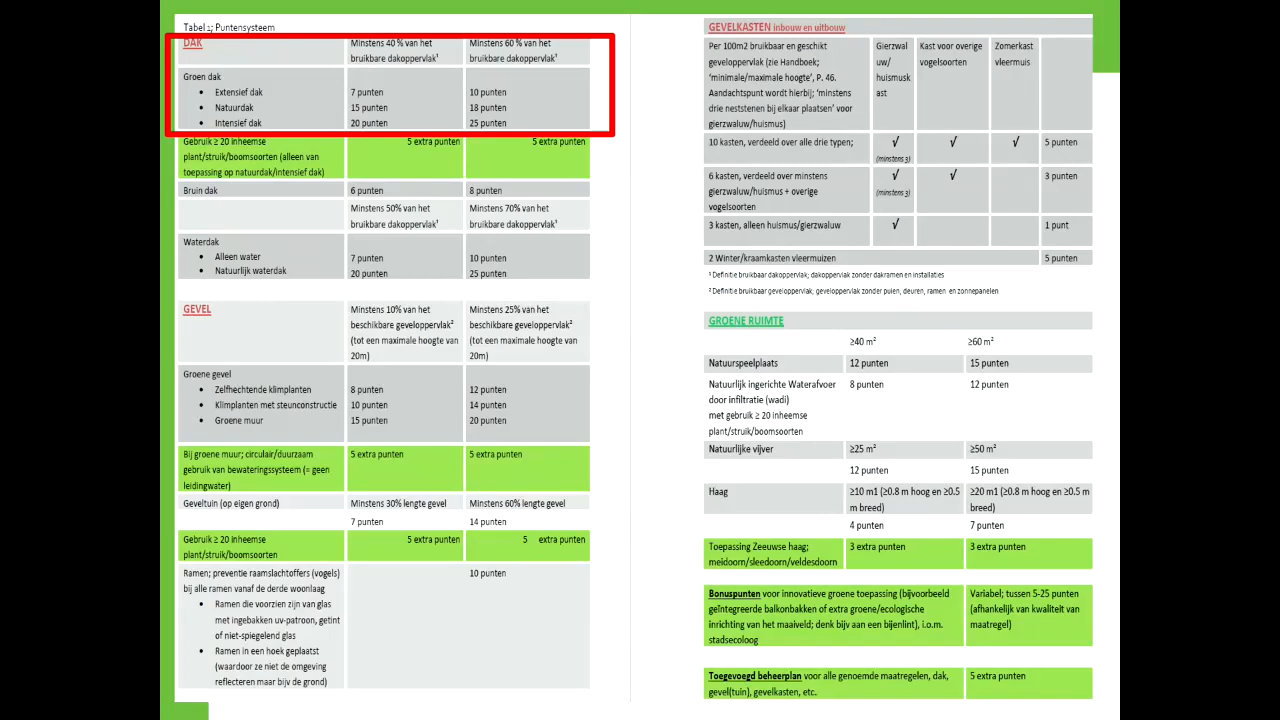 Tabel 1; Puntensysteem
DAK Minstens 40 % van het Minstens 60 % van het
bruikbare dakoppervlak¹ bruikbare dakoppervlak¹
Groen dak
• Extensief dak 7 punten 10 punten
• Natuurdak 15 punten 18 punten
• Intensief dak 20 punten 25 punten
Gebruik ≥ 20 inheemse 5 extra punten 5 extra punten
plant/struik/boomsoorten (alleen van
toepassing op natuurdak/intensief dak)
Bruin dak 6 punten 8 punten
Minstens 50% van het Minstens 70% van het
bruikbare dakoppervlak¹ bruikbare dakoppervlak¹
Waterdak
• Alleen water 7 punten 10 punten
• Natuurlijk waterdak 20 punten 25 punten
GEVEL Minstens 10% van het Minstens 25% van het
beschikbare geveloppervlak² beschikbare geveloppervlak²
(tot een maximale hoogte van (tot een maximale hoogte van
20m) 20m)
Groene gevel
• Zelfhechtende klimplanten 8 punten 12 punten
• Klimplanten met steunconstructie 10 punten 14 punten
• Groene muur 15 punten 20 punten
Bij groene muur; circulair/duurzaam 5 extra punten 5 extra punten
gebruik van bewateringssysteem (= geen
leidingwater)
Geveltuin (op eigen grond) Minstens 30% lengte gevel Minstens 60% lengte gevel
7 punten 14 punten
Gebruik ≥ 20 inheemse 5 extra punten 5 extra punten
plant/struik/boomsoorten
Ramen; preventie raamslachtoffers (vogels) 10 punten
bij alle ramen vanaf de derde woonlaag
• Ramen die voorzien zijn van glas
met ingebakken uv-patroon, getint
of niet-spiegelend glas
• Ramen in een hoek geplaatst
(waardoor ze niet de omgeving
reflecteren maar bijv de grond)
GEVELKASTEN inbouw en uitbouw
Per 100m2 bruikbaar en geschikt Gierzwal Kast voor overige Zomerkast
geveloppervlak (zie Handboek; uw/ vogelsoorten vleermuis
'minimale/maximale hoogte', P. 46. huismusk
Aandachtspunt wordt hierbij; 'minstens ast
drie neststenen bij elkaar plaatsen' voor
gierzwaluw/huismus)
10 kasten, verdeeld over alle drie typen; √ √ √ 5 punten
(minstens 3)
6 kasten, verdeeld over minstens √ √ 3 punten
gierzwaluw/huismus + overige (minstens 3)
vogelsoorten
3 kasten, alleen huismus/gierzwaluw √ 1 punt
2 Winter/kraamkasten vleermuizen 5 punten
¹ Definitie bruikbaar dakoppervlak; dakoppervlak zonder dakramen en installaties
² Definitie bruikbaar geveloppervlak; geveloppervlak zonder puien, deuren, ramen en zonnepanelen
GROENE RUIMTE
≥40 m² ≥60 m²
Natuurspeelplaats 12 punten 15 punten
Natuurlijk ingerichte Waterafvoer 8 punten 12 punten
door infiltratie (wadi)
met gebruik ≥ 20 inheemse
plant/struik/boomsoorten
Natuurlijke vijver ≥25 m² ≥50 m²
12 punten 15 punten
Haag ≥10 m1 (≥0.8 m hoog en ≥0.5 ≥20 m1 (≥0.8 m hoog en ≥0.5 m
m breed) breed)
4 punten 7 punten
Toepassing Zeeuwse haag; 3 extra punten 3 extra punten
meidoorn/sleedoorn/veldesdoorn
Bonuspunten voor innovatieve groene toepassing (bijvoorbeeld Variabel; tussen 5-25 punten
geïntegreerde balkonbakken of extra groene/ecologische (afhankelijk van kwaliteit van
inrichting van het maaiveld; denk bijv aan een bijenlint), i.o.m. maatregel)
stadsecoloog
Toegevoegd beheerplan voor alle genoemde maatregelen, dak, 5 extra punten
gevel(tuin), gevelkasten, etc.